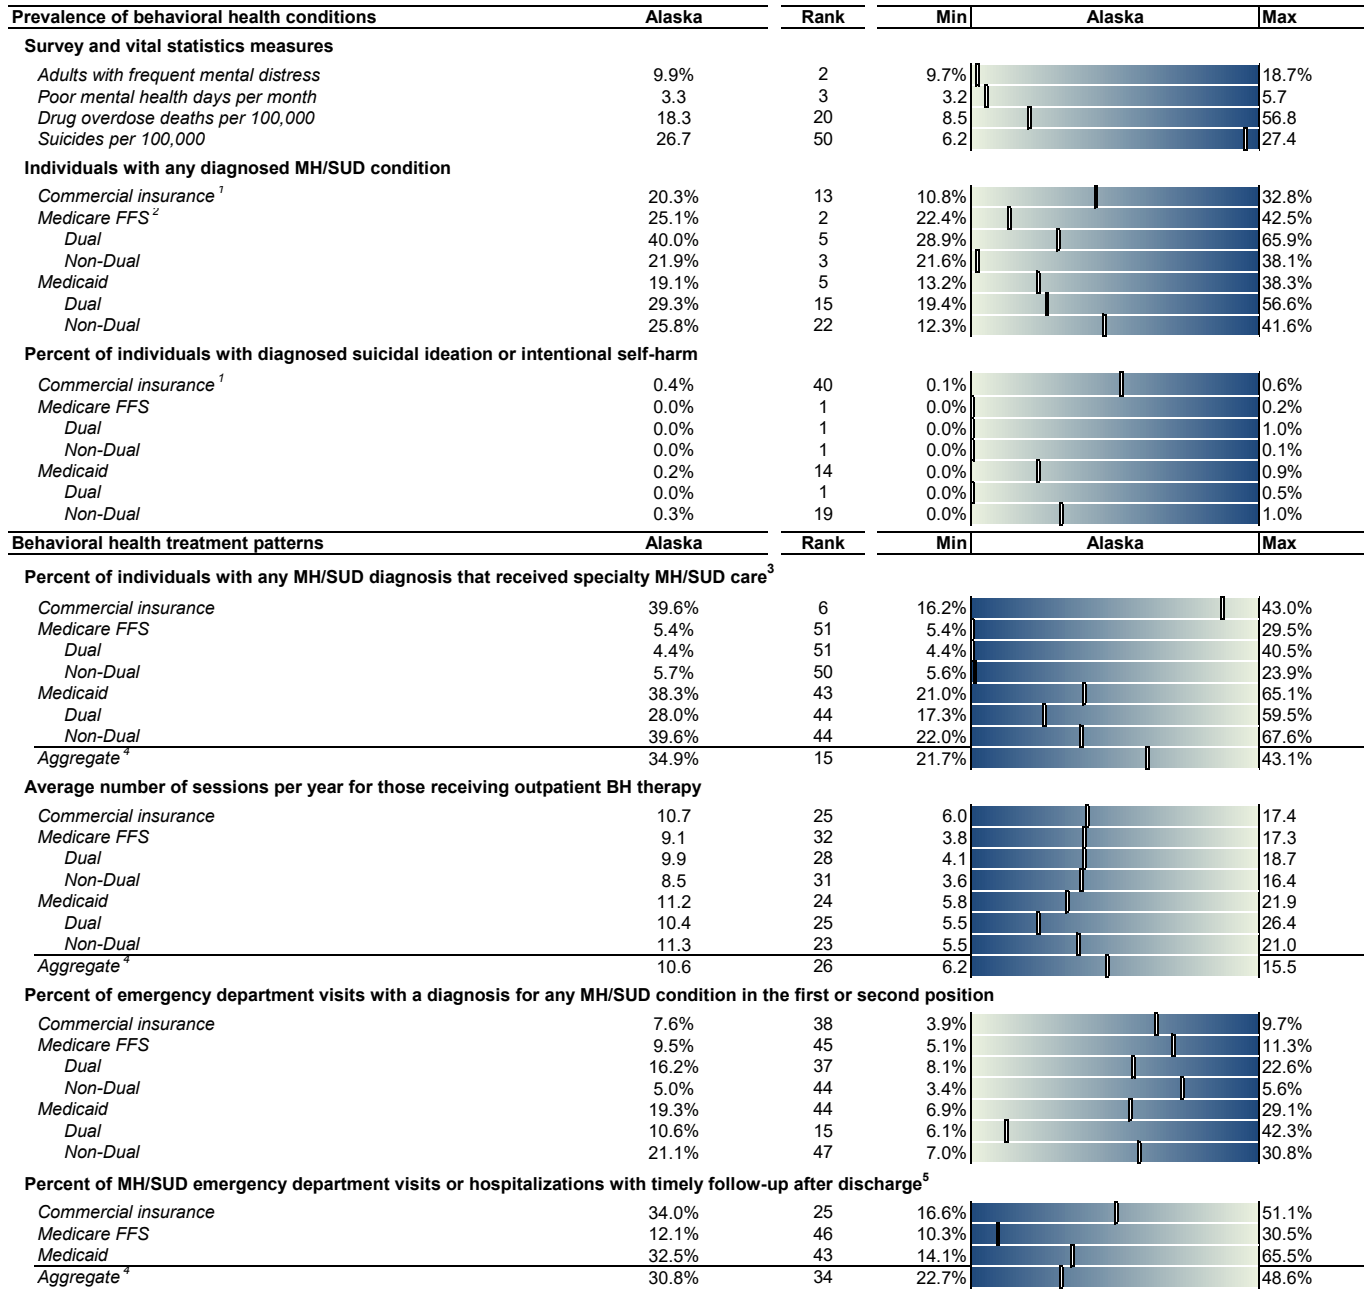 Prevalence of behavioral health conditions Alaska Rank Min Alaska Max
Survey and vital statistics measures
Adults with frequent mental distress 9.9% 2 9.7% 18.7%
Poor mental health days per month 3.3 3 3.2 5.7
Drug overdose deaths per 100,000 18.3 20 8.5 56.8
Suicides per 100,000 26.7 50 6.2 27.4
Individuals with any diagnosed MH/SUD condition
Commercial insurance 1 20.3% 13 10.8% 32.8%
Medicare FFS 2 25.1% 2 22.4% 42.5%
Dual 40.0% 5 28.9% 65.9%
Non-Dual 21.9% 3 21.6% 38.1%
Medicaid 19.1% 5 13.2% 38.3%
Dual 29.3% 15 19.4% 56.6%
Non-Dual 25.8% 22 12.3% 41.6%
Percent of individuals with diagnosed suicidal ideation or intentional self-harm
Commercial insurance 1 0.4% 40 0.1% 0.6%
Medicare FFS 0.0% 1 0.0% 0.2%
Dual 0.0% 1 0.0% 1.0%
Non-Dual 0.0% 1 0.0% 0.1%
Medicaid 0.2% 14 0.0% 0.9%
Dual 0.0% 1 0.0% 0.5%
Non-Dual 0.3% 19 0.0% 1.0%
Behavioral health treatment patterns Alaska Rank Min Alaska Max
Percent of individuals with any MH/SUD diagnosis that received specialty MH/SUD care3
Commercial insurance 39.6% 6 16.2% 43.0%
Medicare FFS 5.4% 51 5.4% 29.5%
Dual 4.4% 51 4.4% 40.5%
Non-Dual 5.7% 50 5.6% 23.9%
Medicaid 38.3% 43 21.0% 65.1%
Dual 28.0% 44 17.3% 59.5%
Non-Dual 39.6% 44 22.0% 67.6%
Aggregate 4 34.9% 15 21.7% 43.1%
Average number of sessions per year for those receiving outpatient BH therapy
Commercial insurance 10.7 25 6.0 17.4
Medicare FFS 9.1 32 3.8 17.3
Dual 9.9 28 4.1 18.7
Non-Dual 8.5 31 3.6 16.4
Medicaid 11.2 24 5.8 21.9
Dual 10.4 25 5.5 26.4
Non-Dual 11.3 23 5.5 21.0
Aggregate 4 10.6 26 6.2 15.5
Percent of emergency department visits with a diagnosis for any MH/SUD condition in the first or second position
Commercial insurance 7.6% 38 3.9% 9.7%
Medicare FFS 9.5% 45 5.1% 11.3%
Dual 16.2% 37 8.1% 22.6%
Non-Dual 5.0% 44 3.4% 5.6%
Medicaid 19.3% 44 6.9% 29.1%
Dual 10.6% 15 6.1% 42.3%
Non-Dual 21.1% 47 7.0% 30.8%
Percent of MH/SUD emergency department visits or hospitalizations with timely follow-up after discharge5
Commercial insurance 34.0% 25 16.6% 51.1%
Medicare FFS 12.1% 46 10.3% 30.5%
Medicaid 32.5% 43 14.1% 65.5%
Aggregate 4 30.8% 34 22.7% 48.6%